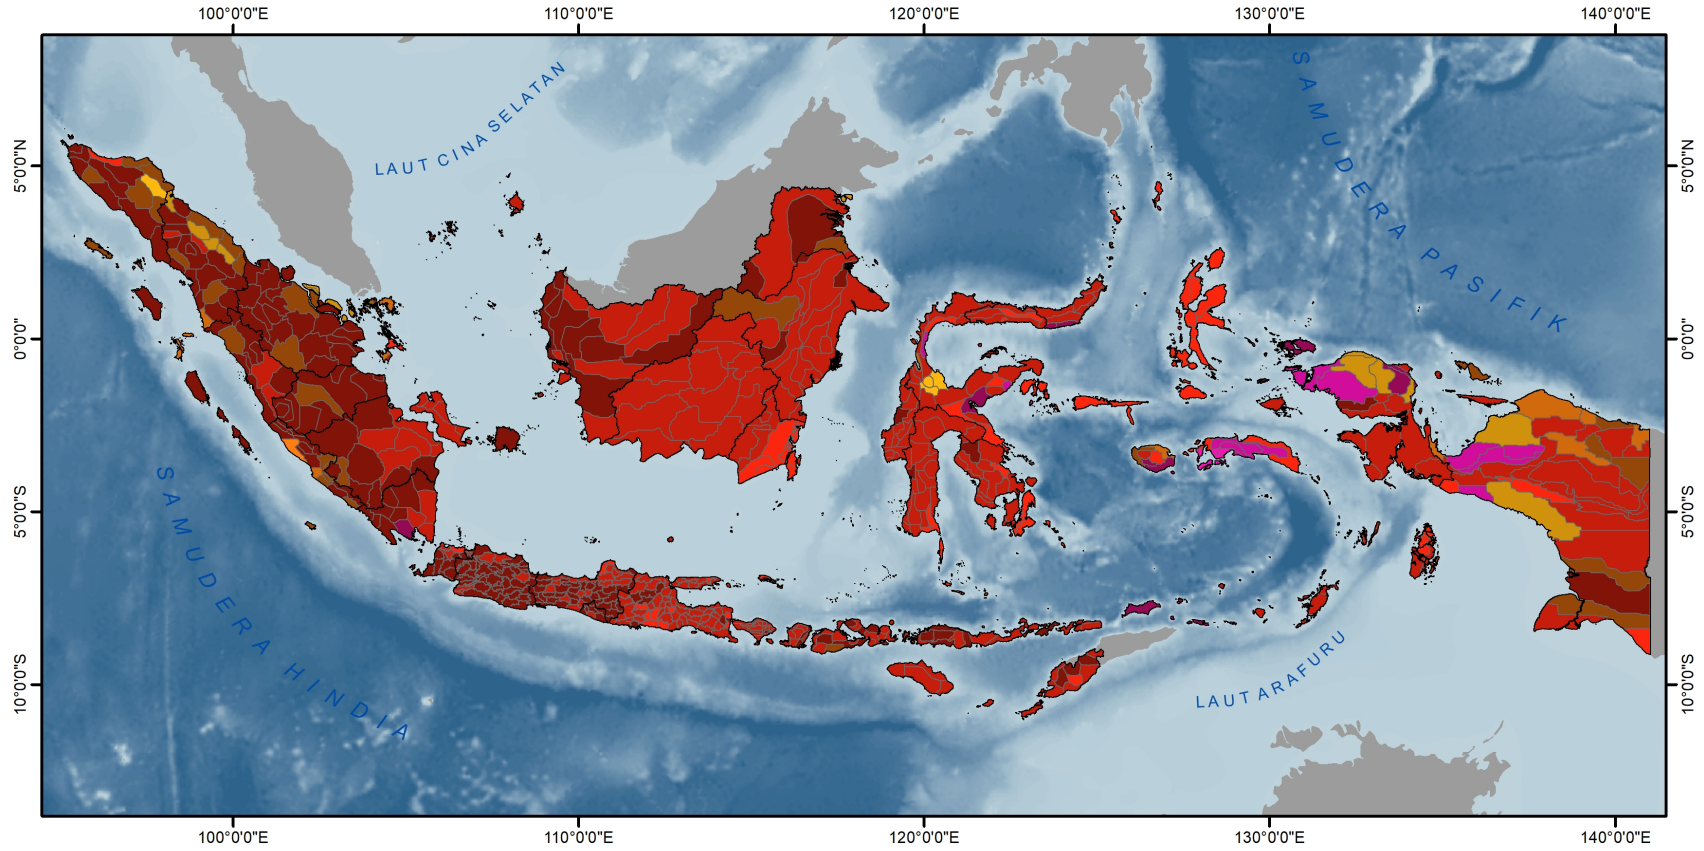 100°0'0"E 110°0'0"E 120°0'0"E 130°0'0"E 140°0'0"E
LAUT CINA SELATAN
SAMUDERA PASIFIK
5°0'0"N
5°0'0"N
0°0'0"
0°0'0"
5°0'0"S
5°0'0"S
SAMUDERA HINDIA
LAUT ARAFURU
10°0'0"S
10°0'0"S
100°0'0"E 110°0'0"E 120°0'0"E 130°0'0"E 140°0'0"E